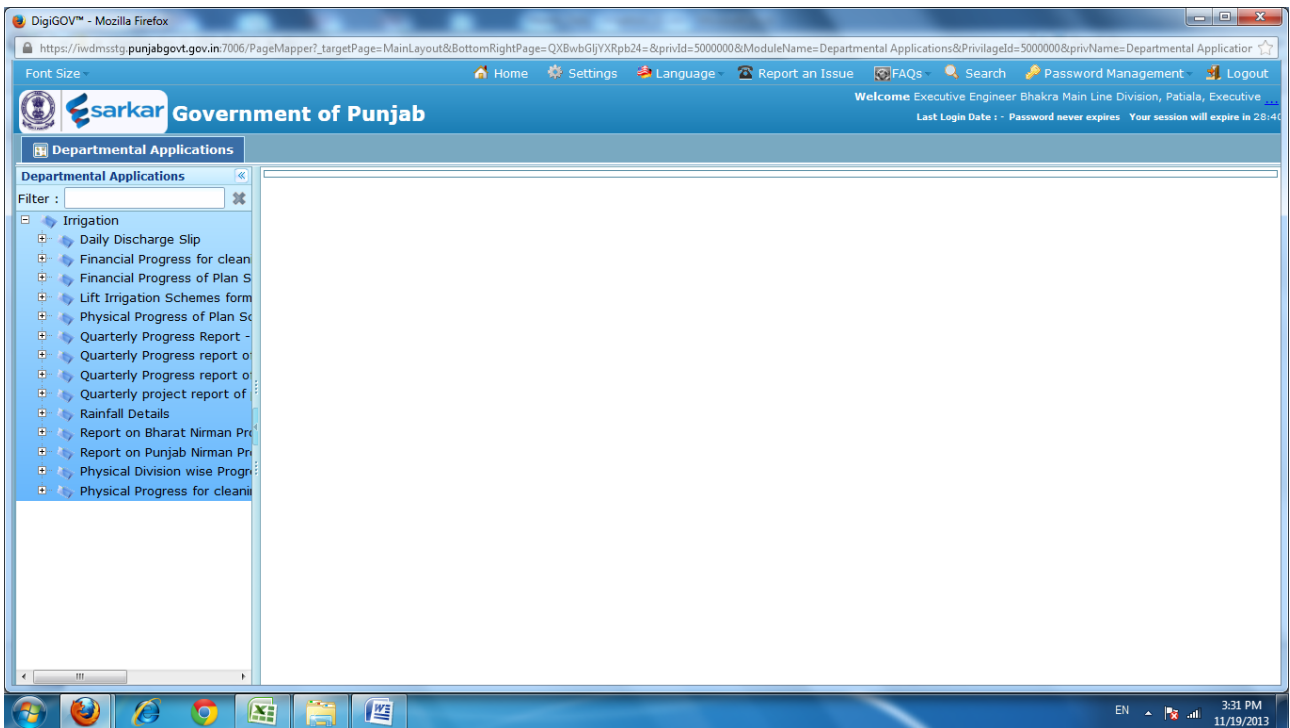 DigiGOV™ - Mozilla Firefox
https://iwdmsstg.punjabgovt.gov.in:7006/PageMapper?_targetPage=MainLayout&BottomRightPage=QXBwbGljYXRpb24=&privId=5000000&ModuleName=Departmental Applications&PrivilageId=5000000&privName=Departmental Application
Font Size Home Settings Language Report an Issue FAQs Search Password Management Logout
Welcome Executive Engineer Bhakra Main Line Division, Patiala, Executive ...
esarkar Government of Punjab
Last Login Date : - Password never expires Your session will expire in 28:40
Departmental Applications
Departmental Applications
Filter :
Irrigation
Daily Discharge Slip
Financial Progress for clean
Financial Progress of Plan S
Lift Irrigation Schemes form
Physical Progress of Plan Sc
Quarterly Progress Report -
Quarterly Progress report of
Quarterly Progress report of
Quarterly project report of
Rainfall Details
Report on Bharat Nirman Pro
Report on Punjab Nirman Pr
Physical Division wise Progr
Physical Progress for cleani
EN 3:31 PM
11/19/2013